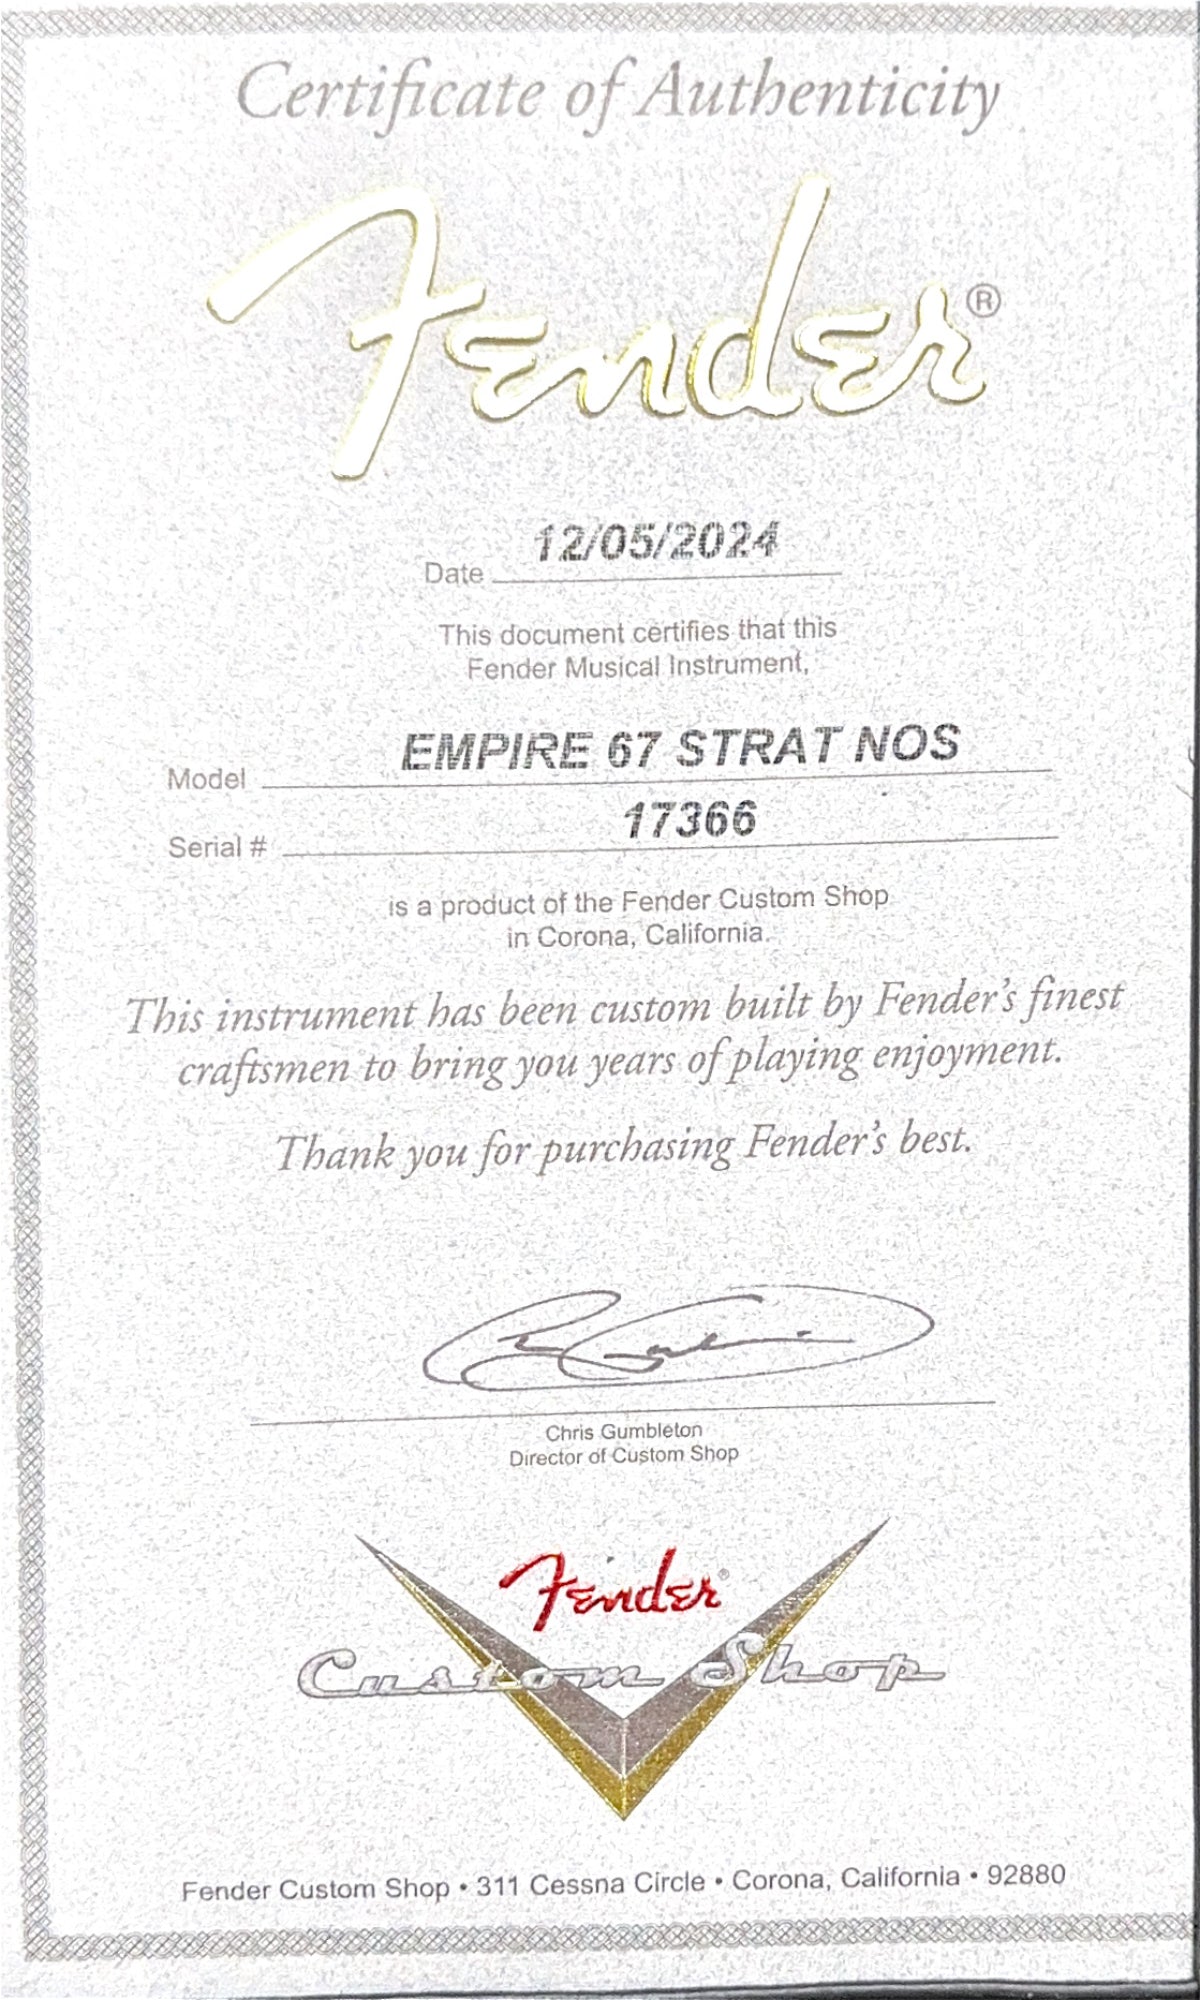 Certificate of Authenticity
Fender®
Date 12/05/2024
This document certifies that this
Fender Musical Instrument,
Model EMPIRE 67 STRAT NOS
Serial # 17366
is a product of the Fender Custom Shop
in Corona, California.
This instrument has been custom built by Fender's finest
craftsmen to bring you years of playing enjoyment.
Thank you for purchasing Fender's best.
Chris Gumbleton
Director of Custom Shop
Fender®
Custom Shop
Fender Custom Shop • 311 Cessna Circle • Corona, California • 92880